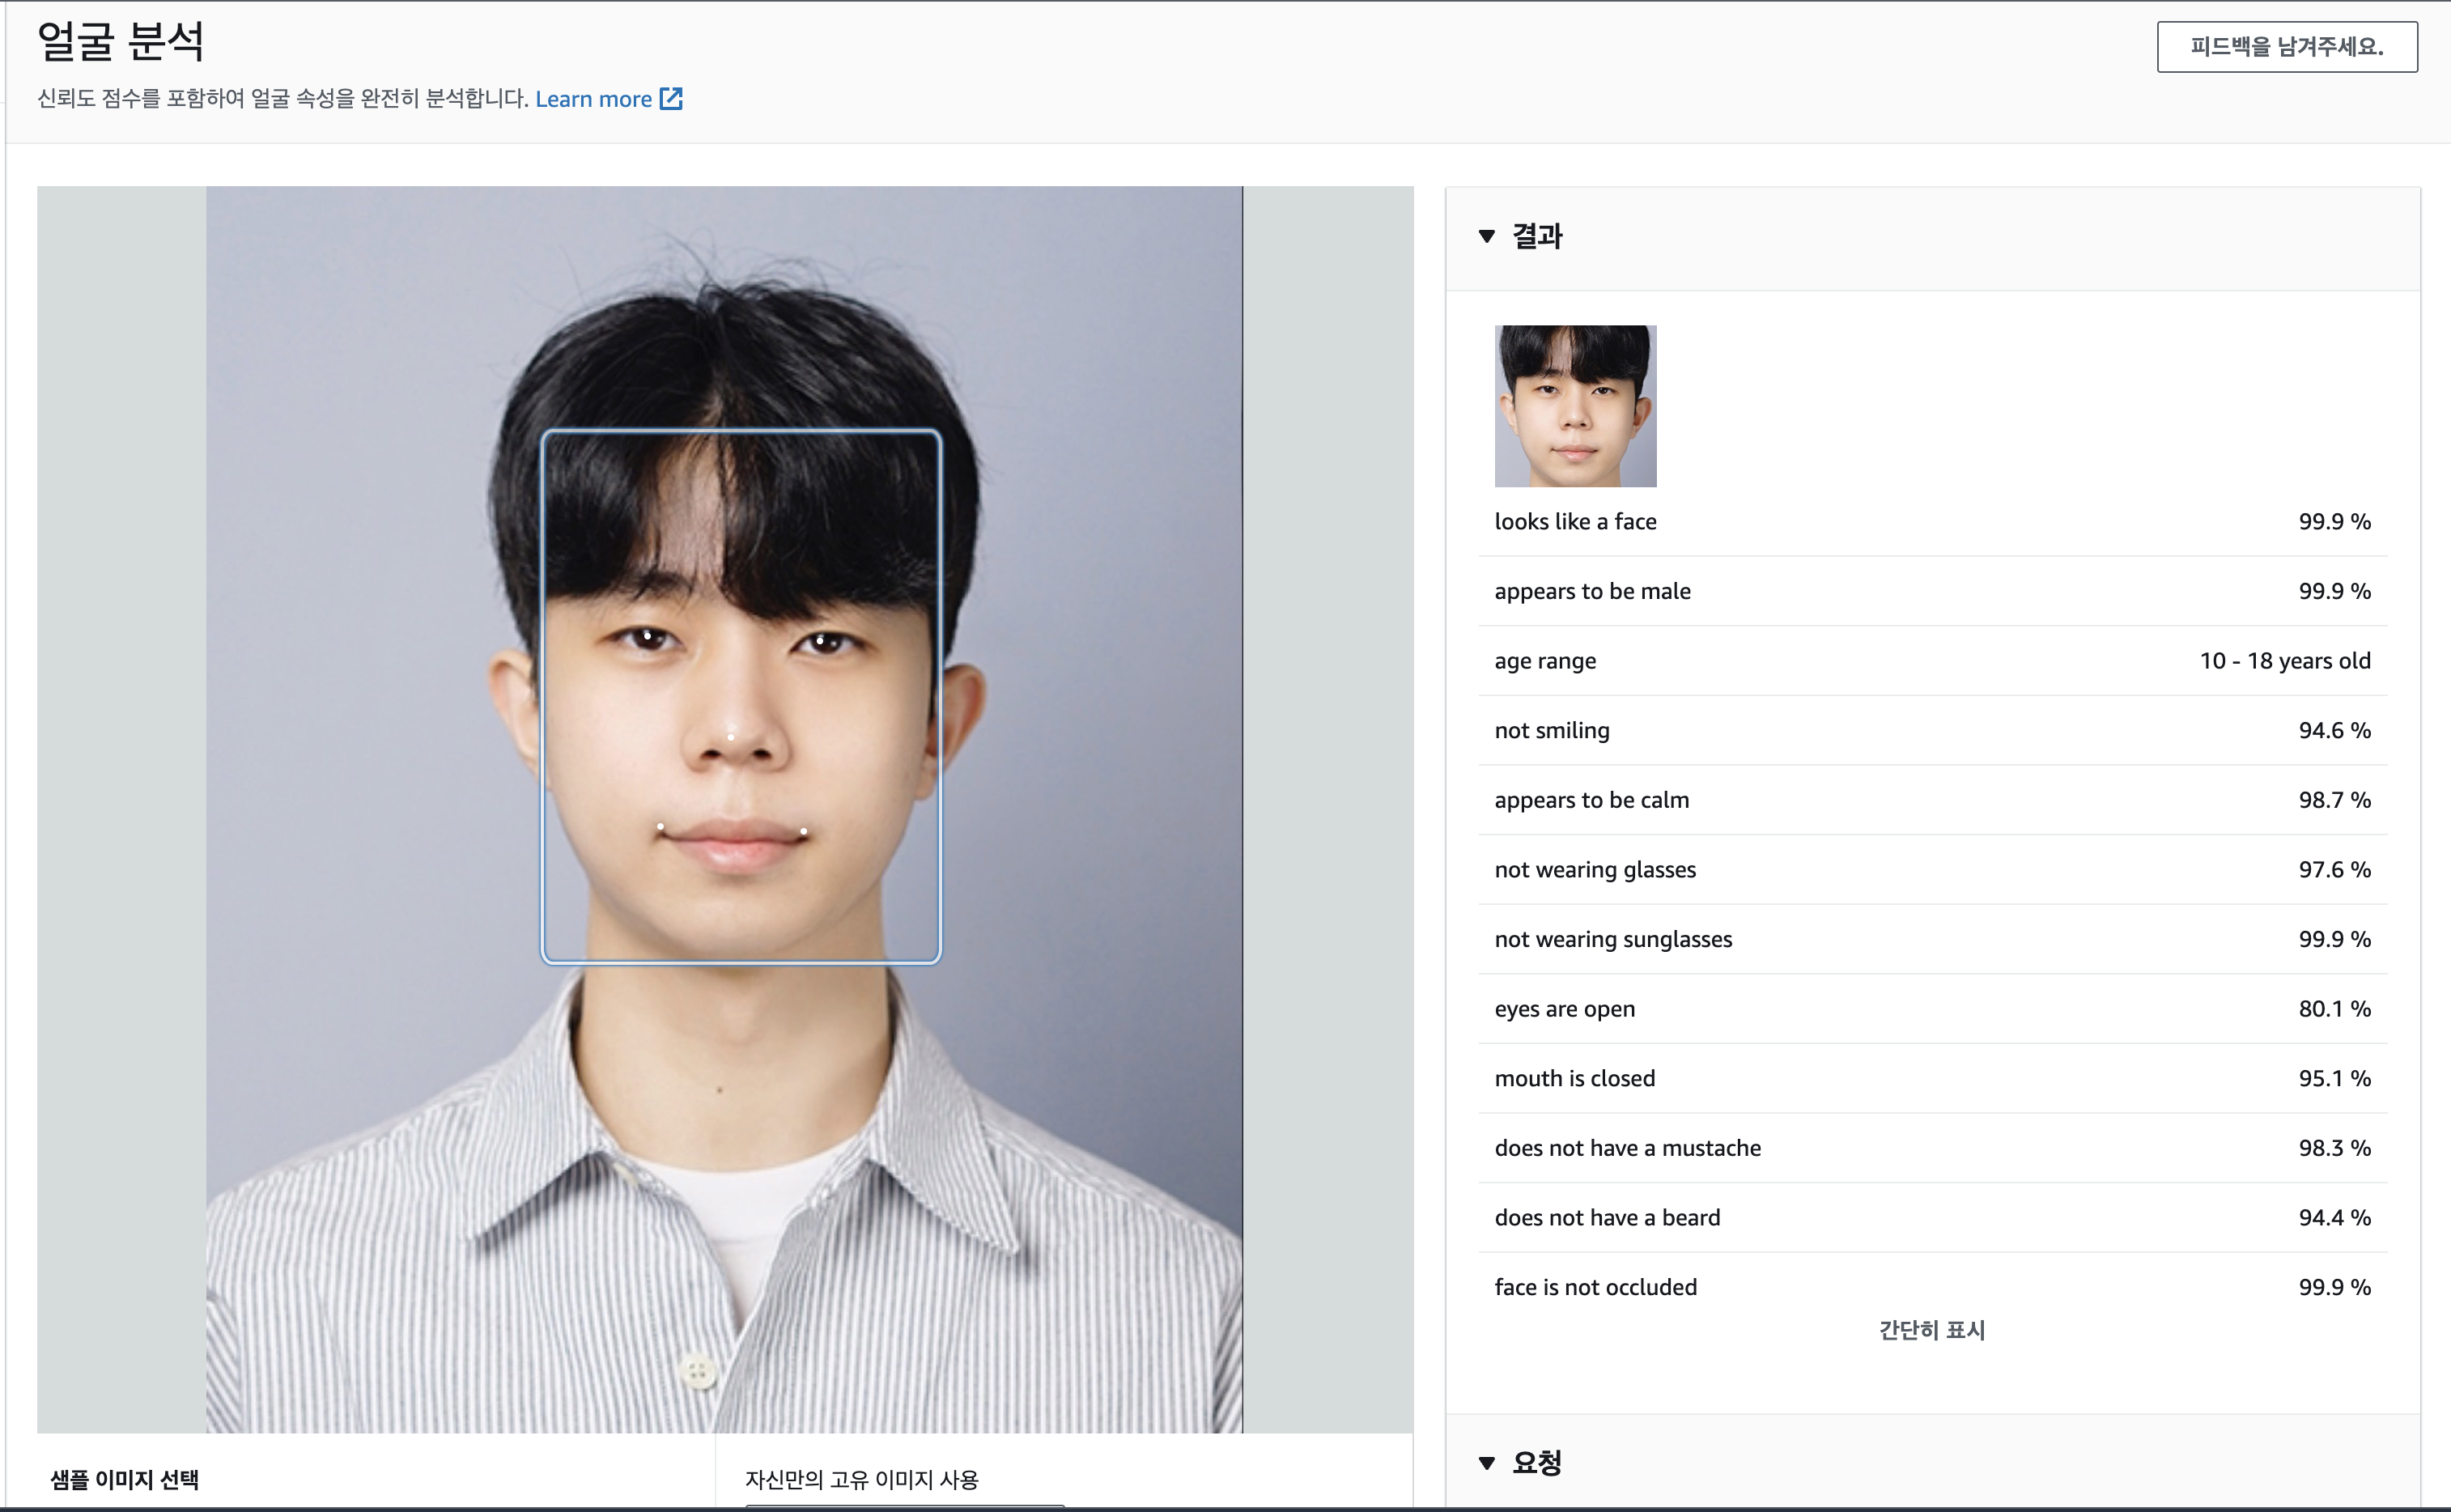 얼굴 분석
피드백을 남겨주세요.
신뢰도 점수를 포함하여 얼굴 속성을 완전히 분석합니다. Learn more
결과
looks like a face 99.9 %
appears to be male 99.9 %
age range 10 - 18 years old
not smiling 94.6 %
appears to be calm 98.7 %
not wearing glasses 97.6 %
not wearing sunglasses 99.9 %
eyes are open 80.1 %
mouth is closed 95.1 %
does not have a mustache 98.3 %
does not have a beard 94.4 %
face is not occluded 99.9 %
간단히 표시
요청
샘플 이미지 선택
자신만의 고유 이미지 사용